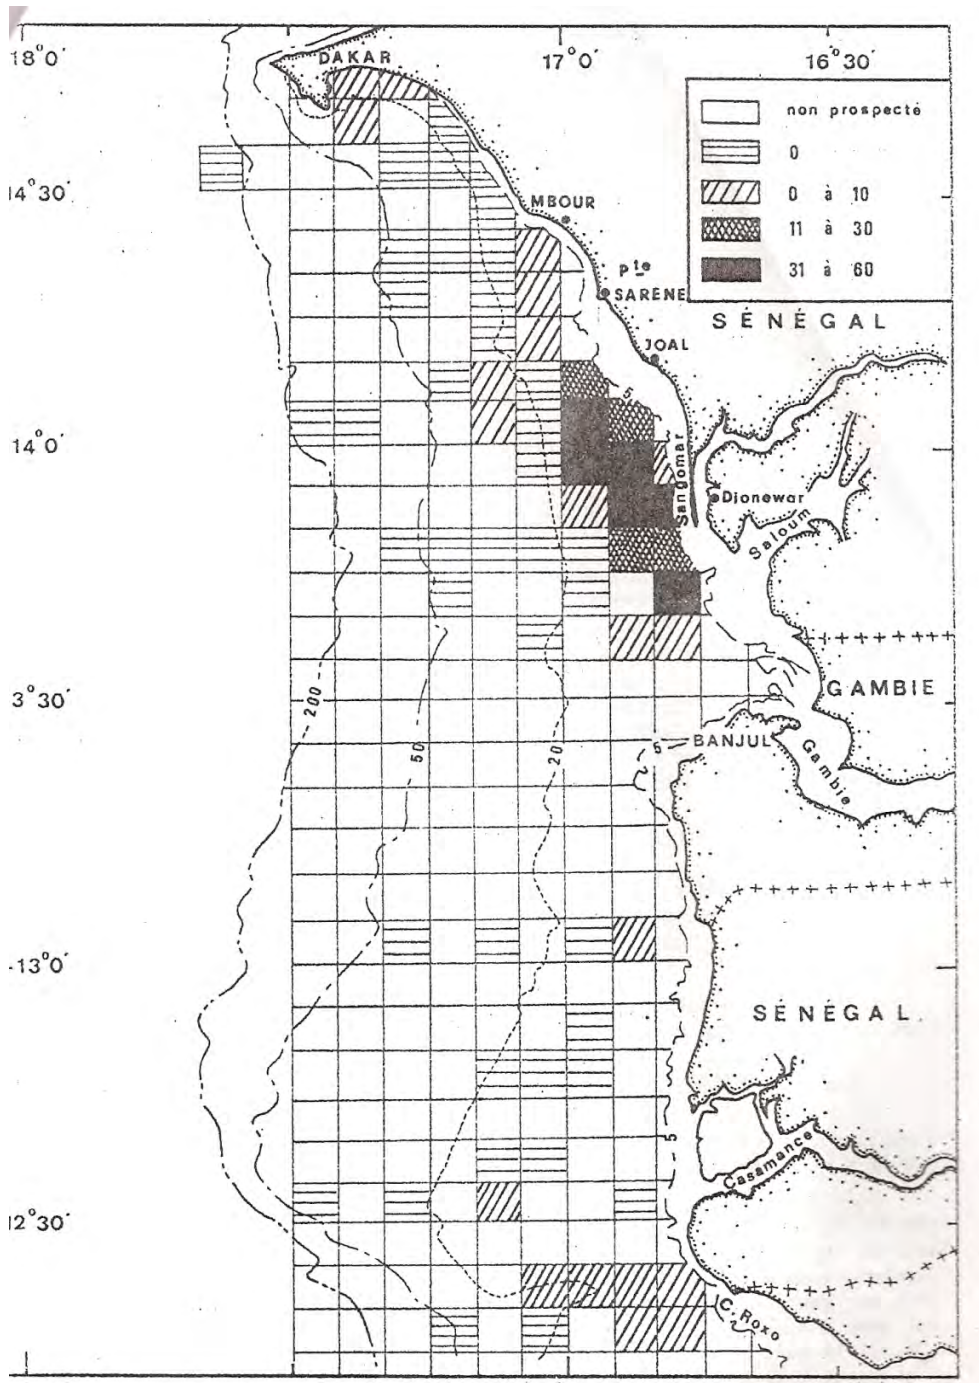 18°0'
17°0'
16°30'
DAKAR
non prospecté
0
0 à 10
11 à 30
31 à 60
14°30'
MBOUR
Pte
SARÈNE
SÉNÉGAL
JOAL
5
14°0'
Sangomar
Djonewar
Saloum
3°30'
200
50
20
GAMBIE
5
BANJUL
Gambie
-13°0'
SÉNÉGAL.
5
Casamance
12°30'
C. Roxo